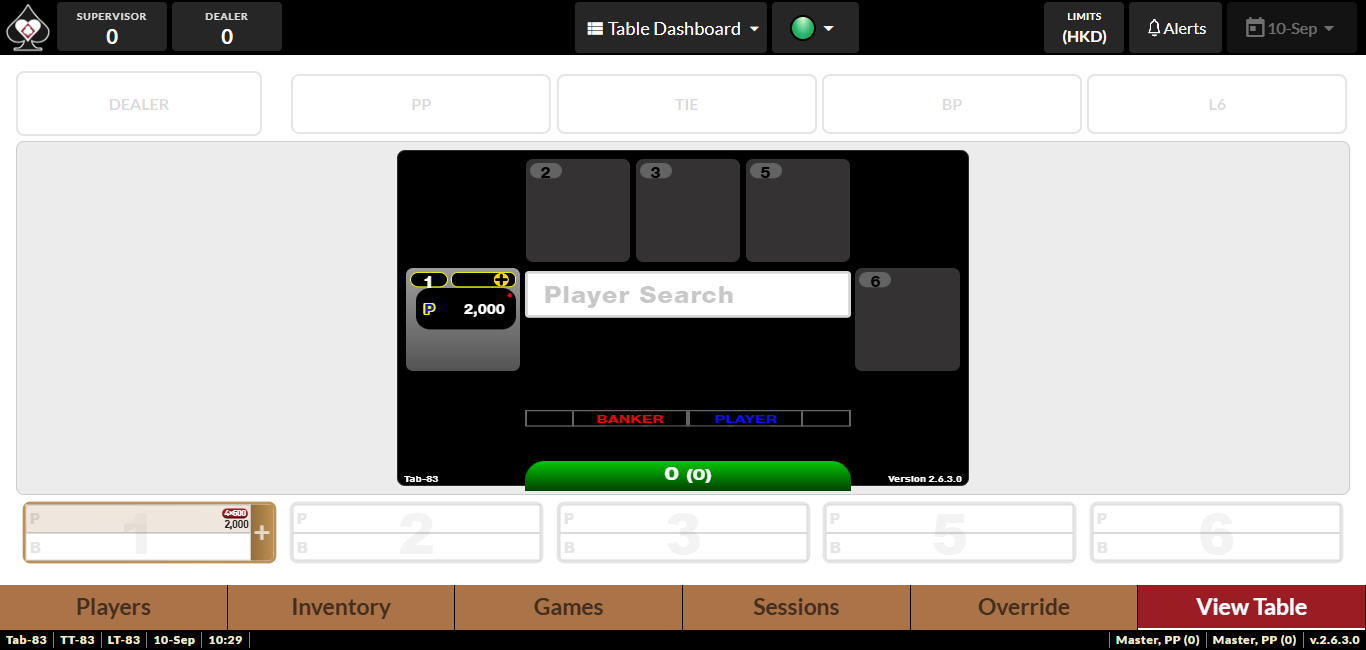 SUPERVISOR
0
DEALER
0
Table Dashboard
LIMITS
(HKD)
Alerts
10-Sep
DEALER
PP
TIE
BP
L6
2
3
5
1
P 2,000
Player Search
6
BANKER PLAYER
0 (0)
Tab-83
Version 2.6.3.0
P
B
1
4×500
2,000
+
P
B
2
P
B
3
P
B
5
P
B
6
Players
Inventory
Games
Sessions
Override
View Table
Tab-83 TT-83 LT-83 10-Sep 10:29
Master, PP (0) Master, PP (0) v.2.6.3.0